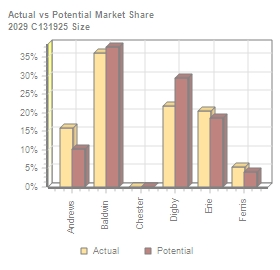 Actual vs Potential Market Share
2029 C131925 Size
35%
30%
25%
20%
15%
10%
5%
0%
Andrews
Baldwin
Chester
Digby
Erie
Ferris
Actual
Potential